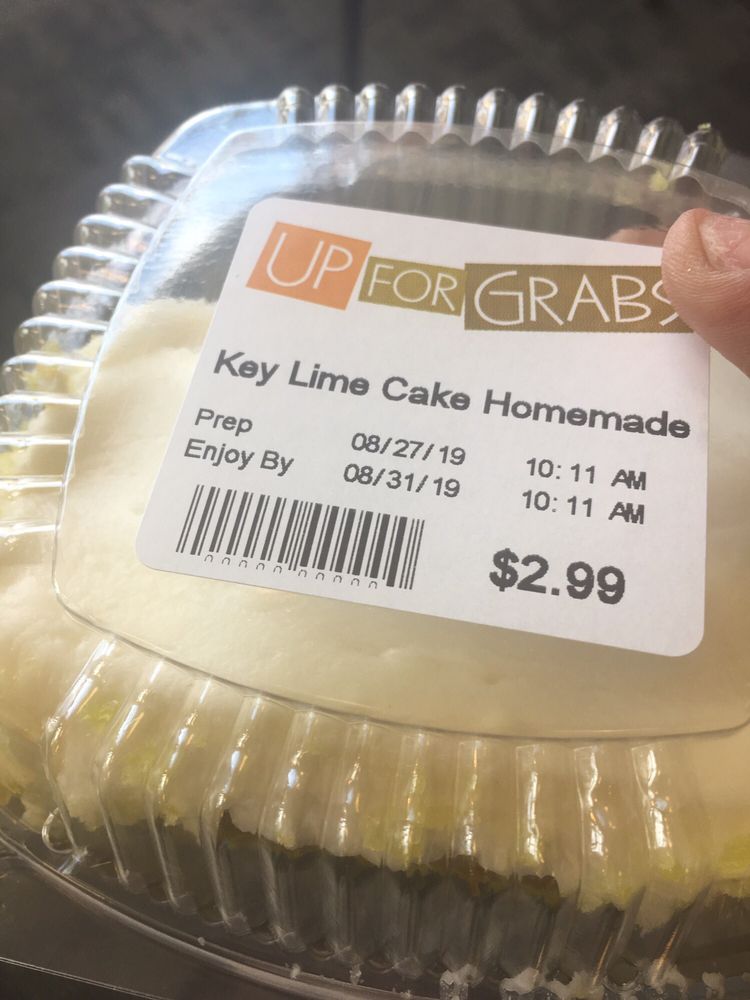 UP FOR GRABS
Key Lime Cake Homemade
Prep 08/27/19 10:11 AM
Enjoy By 08/31/19 10:11 AM
$2.99